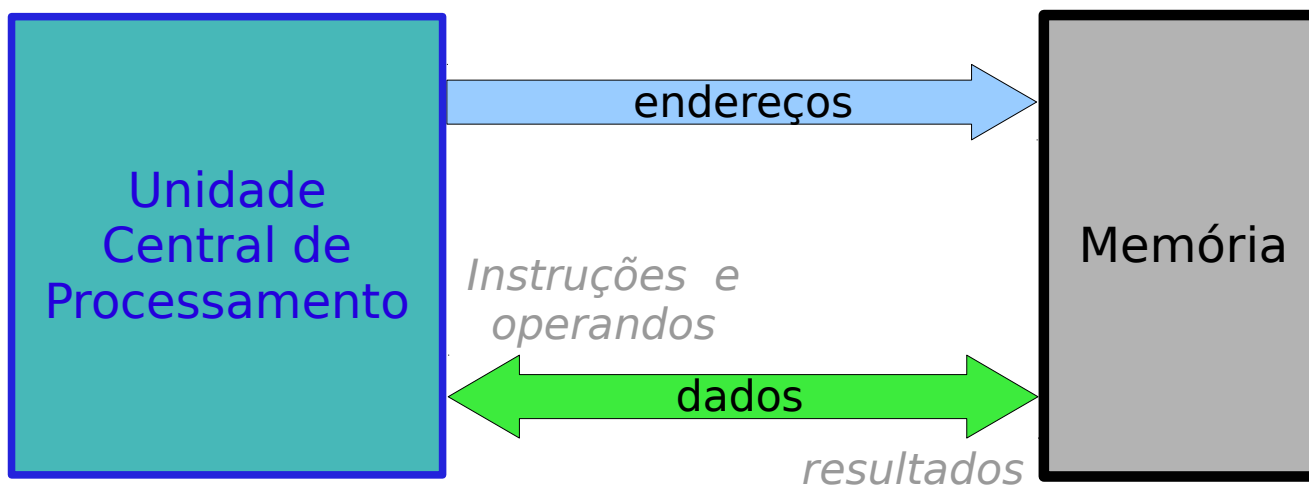 Unidade
Central de
Processamento
endereços
Instruções e
operandos
dados
resultados
Memória